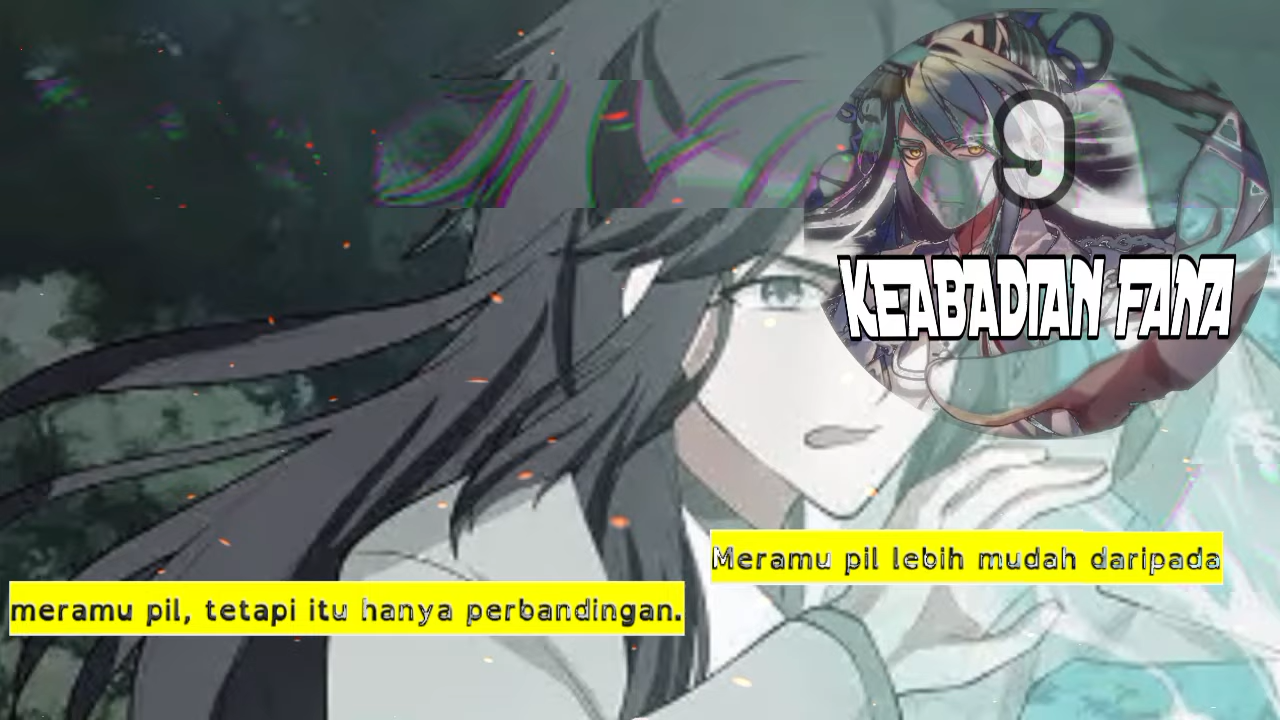 9
KEABADIAN FANA
Meramu pil lebih mudah daripada
meramu pil, tetapi itu hanya perbandingan.